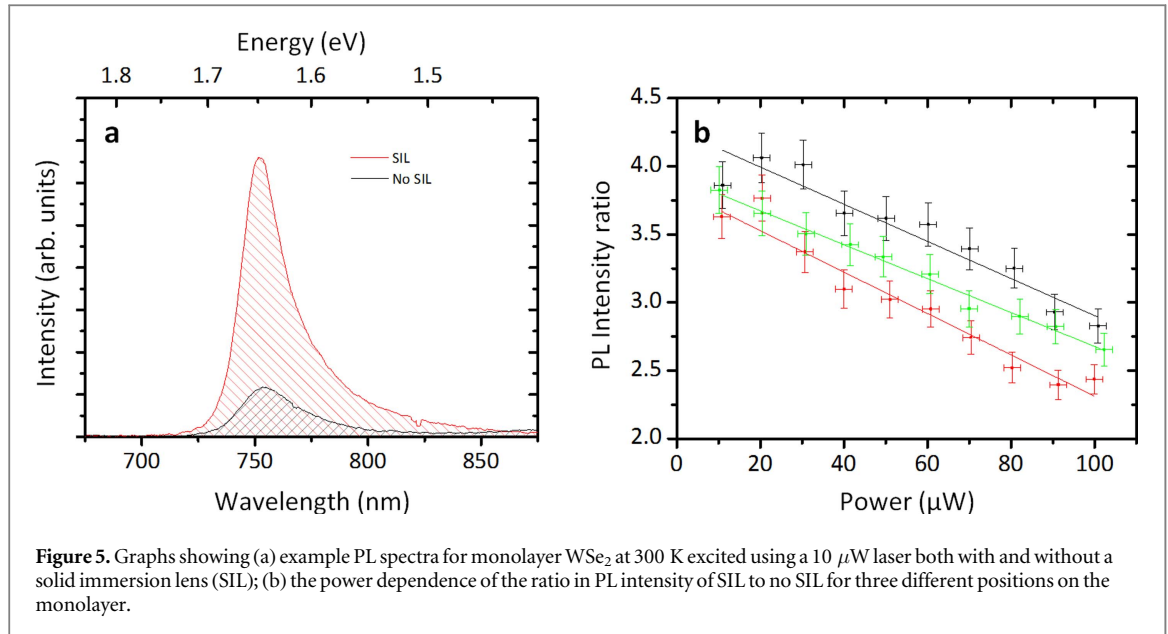 Energy (eV)
1.8 1.7 1.6 1.5
a
SIL
No SIL
Intensity (arb. units)
700 750 800 850
Wavelength (nm)
b
4.5
4.0
3.5
3.0
2.5
2.0
PL Intensity ratio
0 20 40 60 80 100
Power (μW)
Figure 5. Graphs showing (a) example PL spectra for monolayer WSe₂ at 300 K excited using a 10 μW laser both with and without a
solid immersion lens (SIL); (b) the power dependence of the ratio in PL intensity of SIL to no SIL for three different positions on the
monolayer.